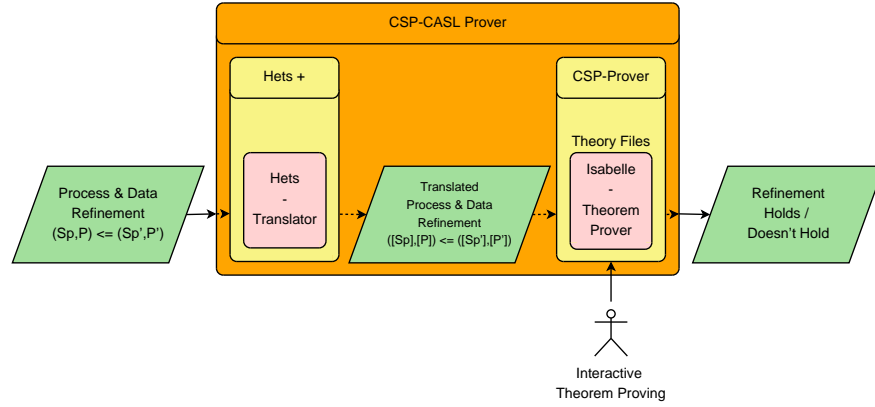 CSP-CASL Prover
Hets +
CSP-Prover
Theory Files
Process & Data
Refinement
(Sp,P) <= (Sp',P')
Hets
-
Translator
Translated
Process & Data
Refinement
([Sp],[P]) <= ([Sp'],[P'])
Isabelle
-
Theorem
Prover
Refinement
Holds /
Doesn't Hold
Interactive
Theorem Proving